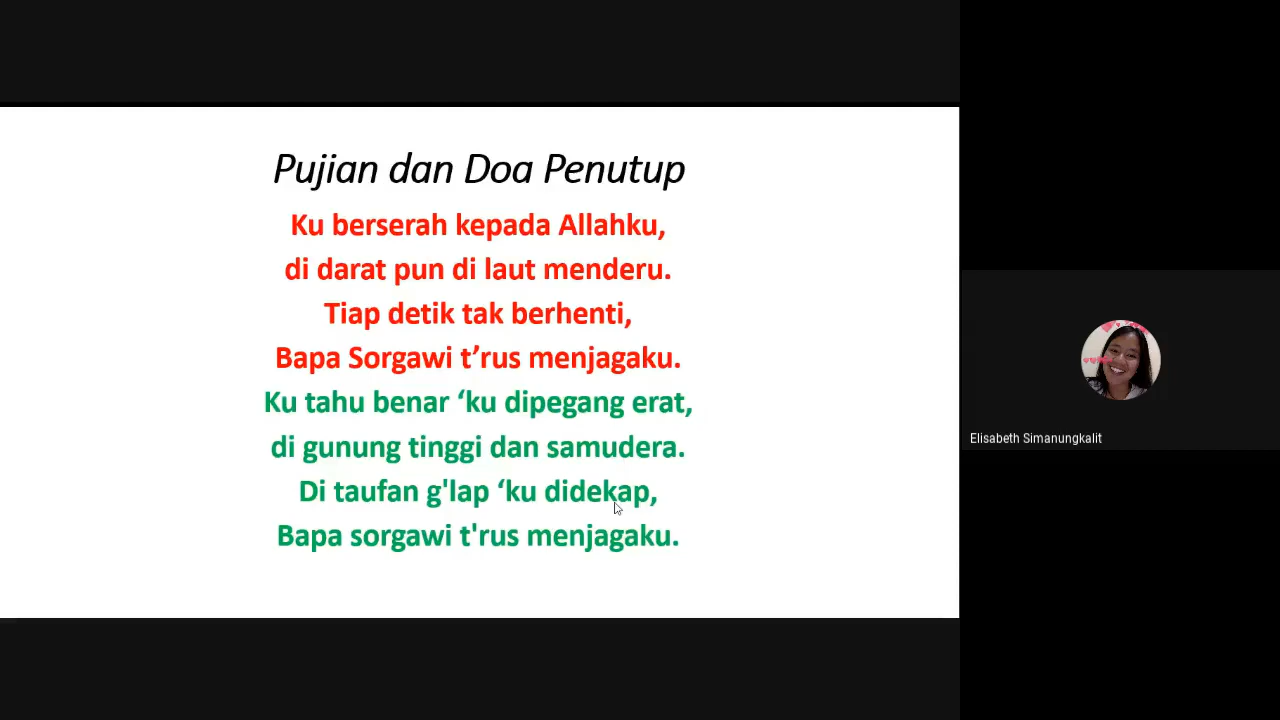 Pujian dan Doa Penutup
Ku berserah kepada Allahku,
di darat pun di laut menderu.
Tiap detik tak berhenti,
Bapa Sorgawi t’rus menjagaku.
Ku tahu benar ‘ku dipegang erat,
di gunung tinggi dan samudera.
Di taufan g'lap ‘ku didekap,
Bapa sorgawi t'rus menjagaku.
Elisabeth Simanungkalit